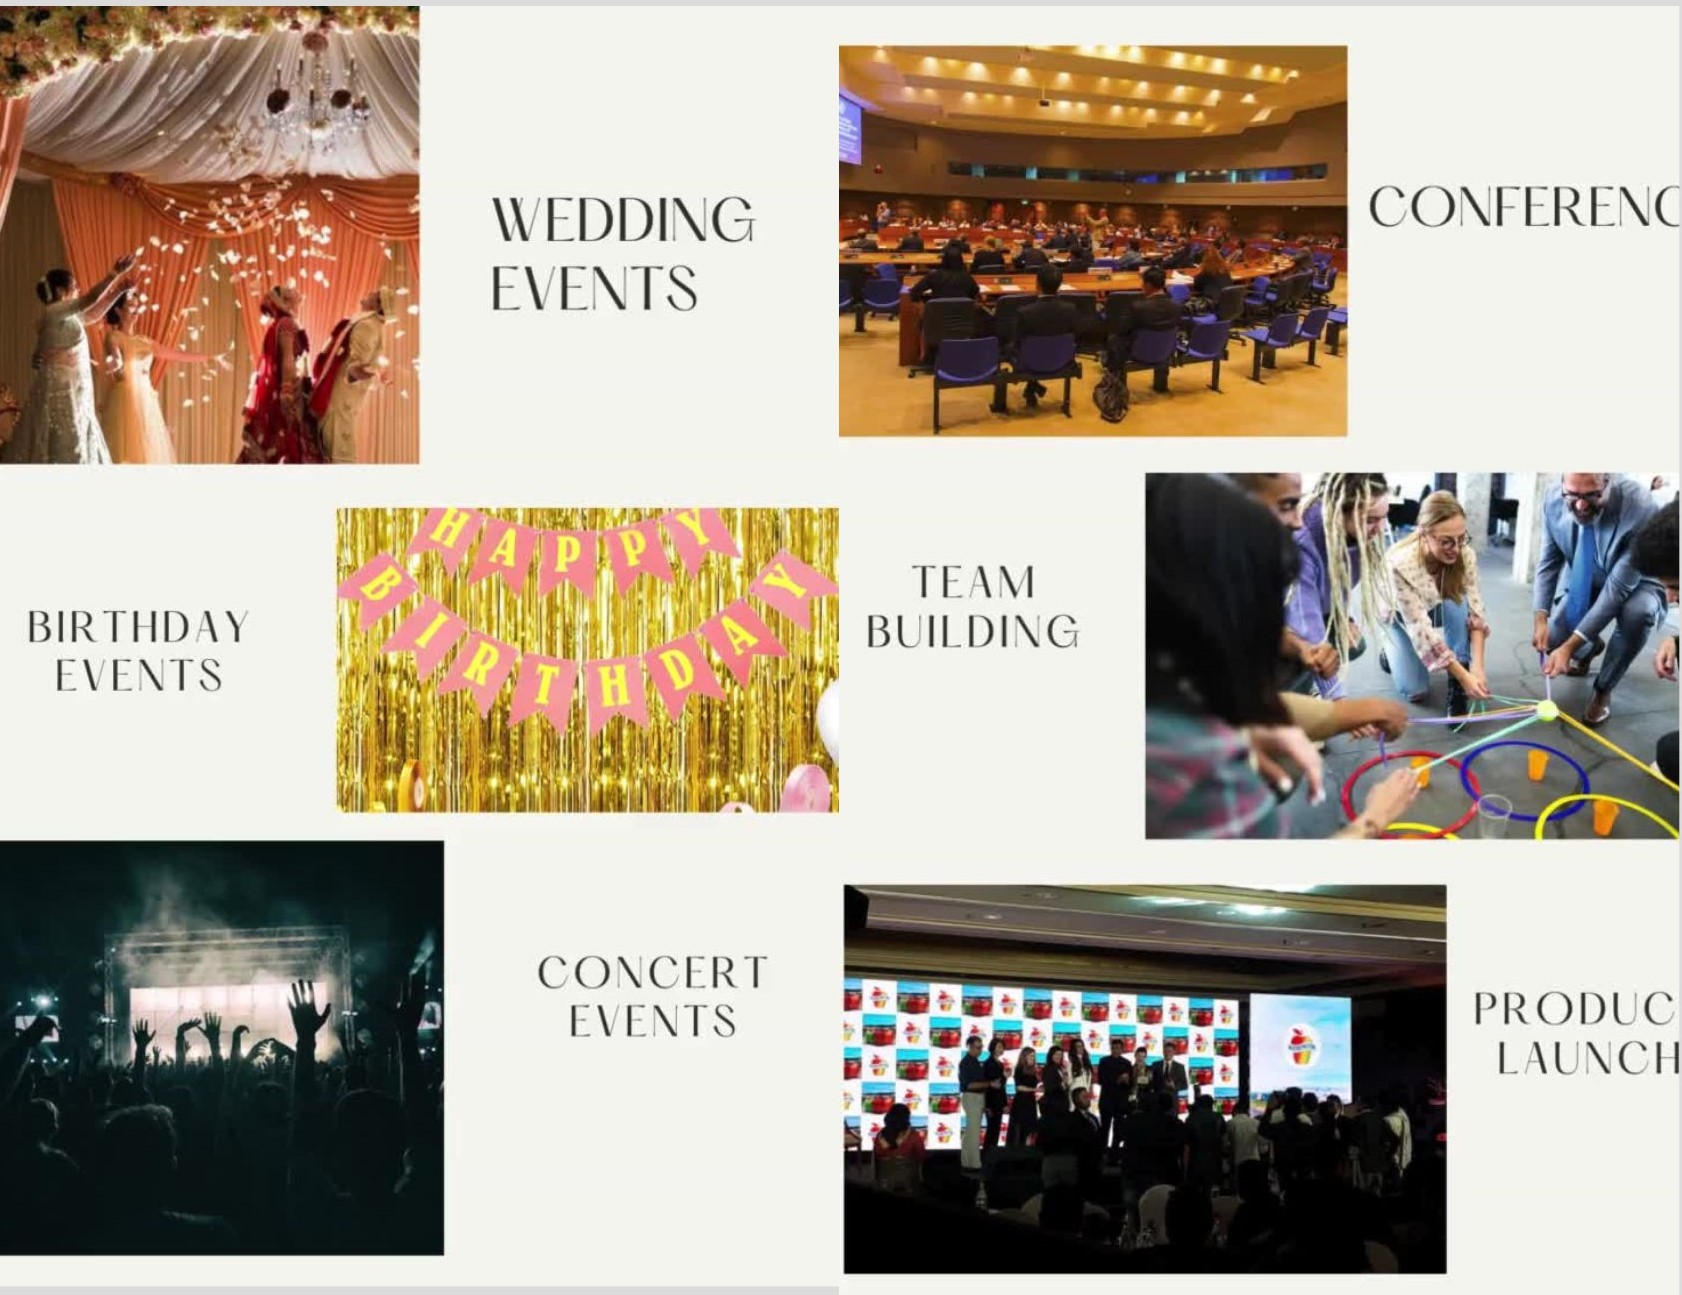 WEDDING
EVENTS
CONFERENC
HAPPY
BIRTHDAY
BIRTHDAY
EVENTS
TEAM
BUILDING
CONCERT
EVENTS
PRODUC
LAUNCH